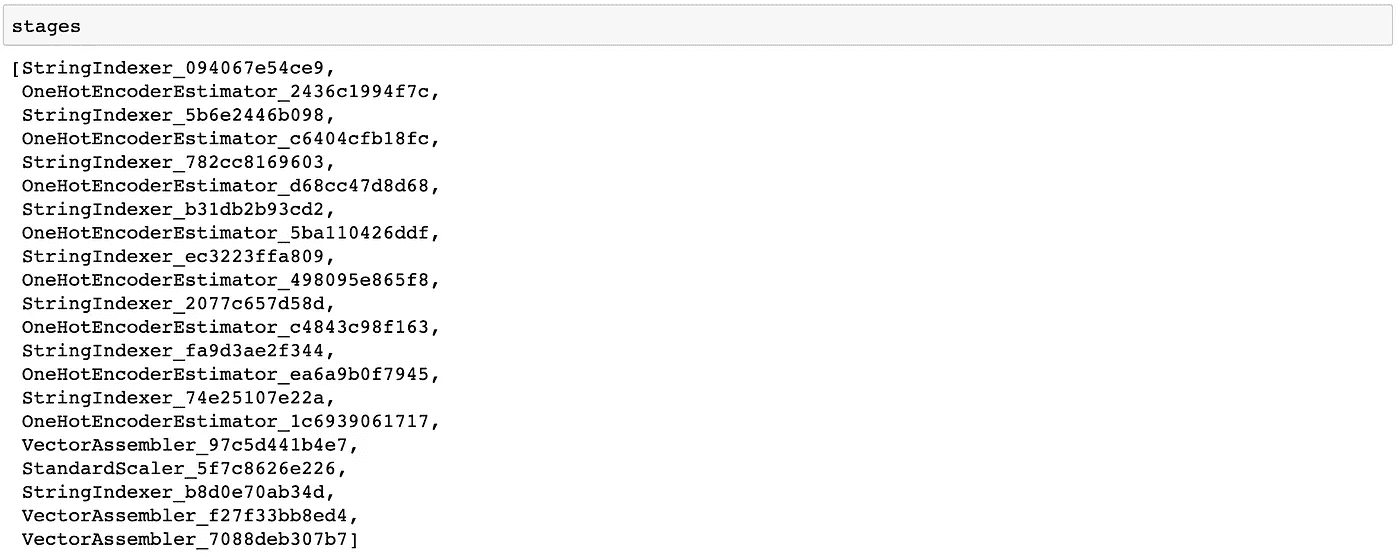 stages
[StringIndexer_094067e54ce9,
OneHotEncoderEstimator_2436c1994f7c,
StringIndexer_5b6e2446b098,
OneHotEncoderEstimator_c6404cfb18fc,
StringIndexer_782cc8169603,
OneHotEncoderEstimator_d68cc47d8d68,
StringIndexer_b31db2b93cd2,
OneHotEncoderEstimator_5ba110426ddf,
StringIndexer_ec3223ffa809,
OneHotEncoderEstimator_498095e865f8,
StringIndexer_2077c657d58d,
OneHotEncoderEstimator_c4843c98f163,
StringIndexer_fa9d3ae2f344,
OneHotEncoderEstimator_ea6a9b0f7945,
StringIndexer_74e25107e22a,
OneHotEncoderEstimator_1c6939061717,
VectorAssembler_97c5d441b4e7,
StandardScaler_5f7c8626e226,
StringIndexer_b8d0e70ab34d,
VectorAssembler_f27f33bb8ed4,
VectorAssembler_7088deb307b7]